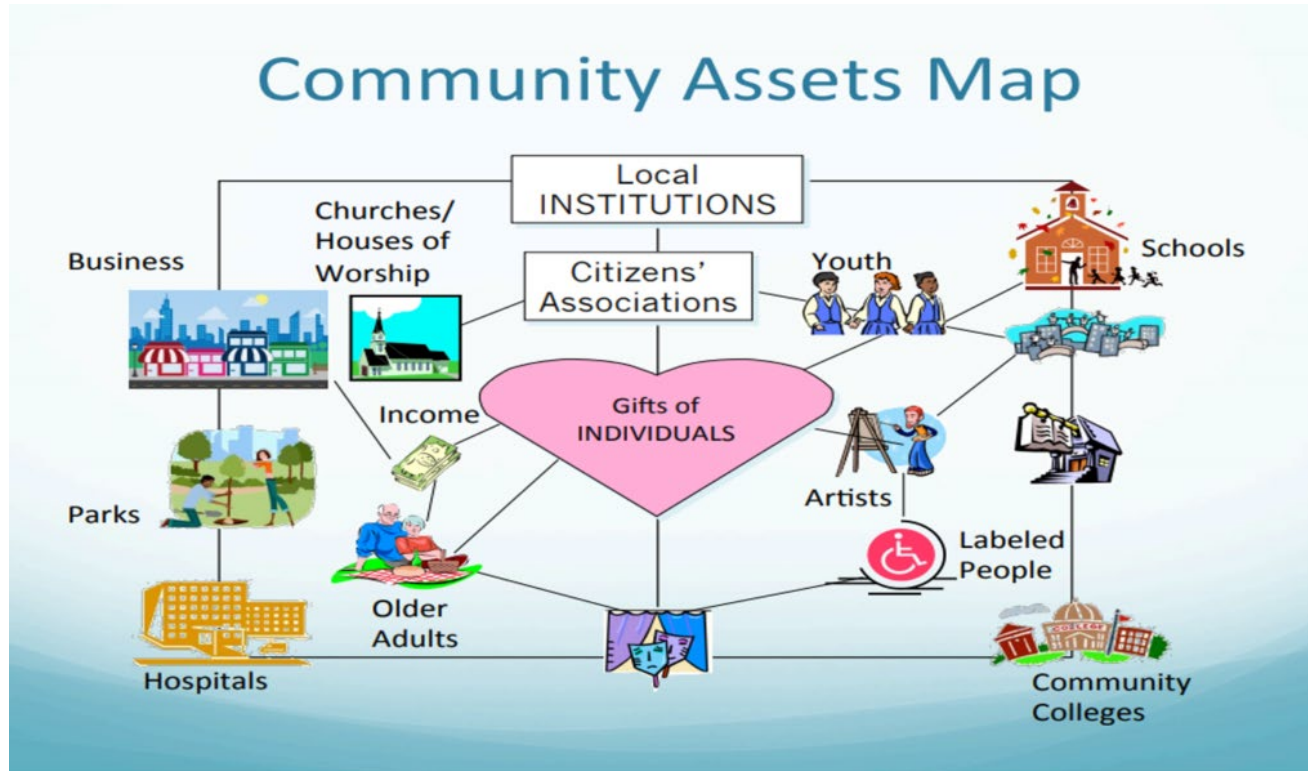 Community Assets Map
Local
INSTITUTIONS
Churches/
Houses of
Worship
Business
Citizens’
Associations
Youth
Schools
Income
Gifts of
INDIVIDUALS
Parks
Artists
Labeled
People
Older
Adults
COLLEGE
Hospitals
Community
Colleges